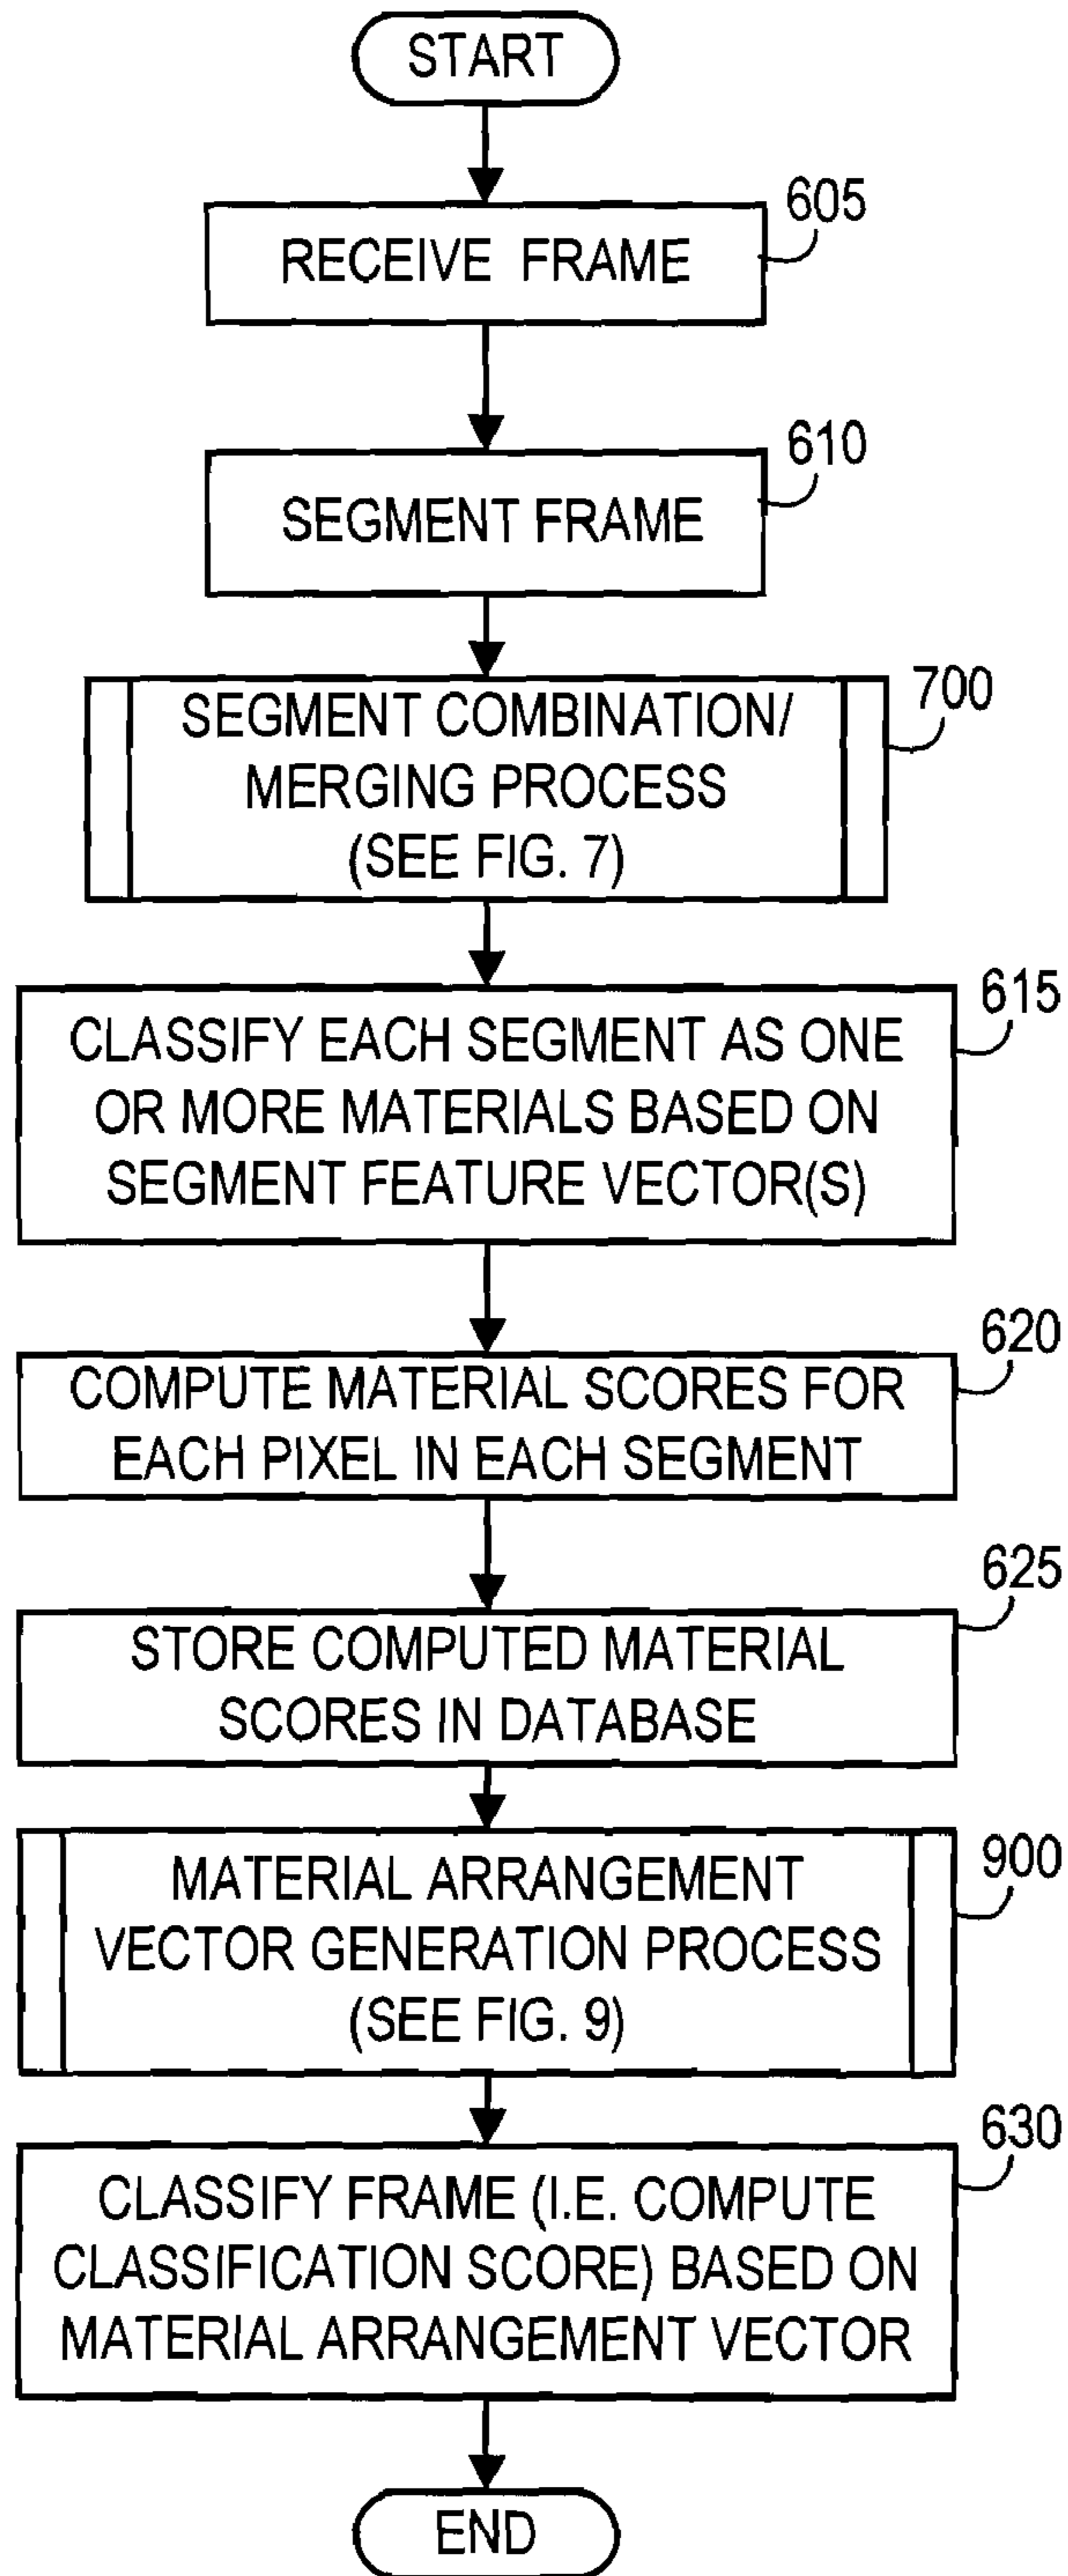 START
605
RECEIVE FRAME
610
SEGMENT FRAME
700
SEGMENT COMBINATION/
MERGING PROCESS
(SEE FIG. 7)
615
CLASSIFY EACH SEGMENT AS ONE
OR MORE MATERIALS BASED ON
SEGMENT FEATURE VECTOR(S)
620
COMPUTE MATERIAL SCORES FOR
EACH PIXEL IN EACH SEGMENT
625
STORE COMPUTED MATERIAL
SCORES IN DATABASE
900
MATERIAL ARRANGEMENT
VECTOR GENERATION PROCESS
(SEE FIG. 9)
630
CLASSIFY FRAME (I.E. COMPUTE
CLASSIFICATION SCORE) BASED ON
MATERIAL ARRANGEMENT VECTOR
END